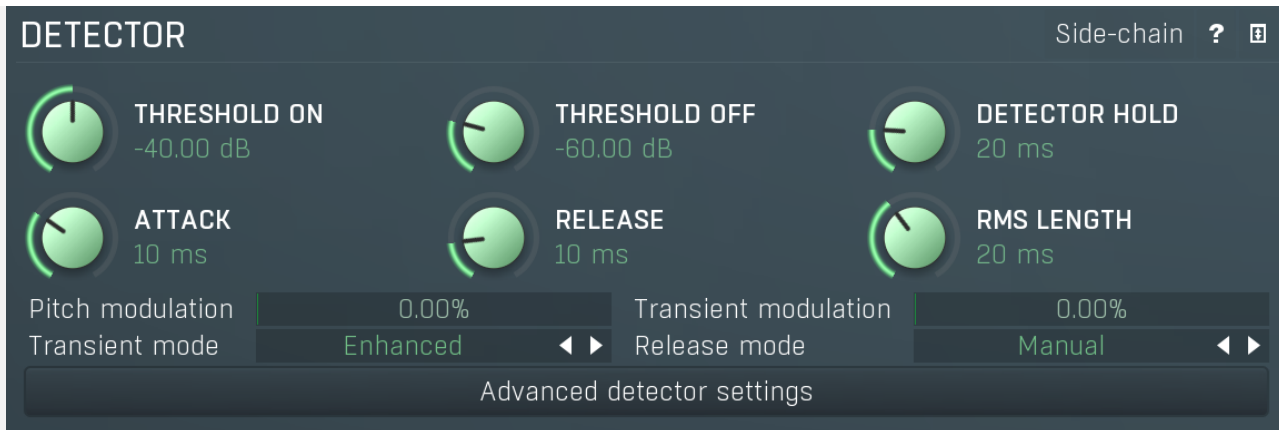 DETECTOR Side-chain ?
THRESHOLD ON THRESHOLD OFF DETECTOR HOLD
-40.00 dB -60.00 dB 20 ms
ATTACK RELEASE RMS LENGTH
10 ms 10 ms 20 ms
Pitch modulation 0.00% Transient modulation 0.00%
Transient mode Enhanced Release mode Manual
Advanced detector settings